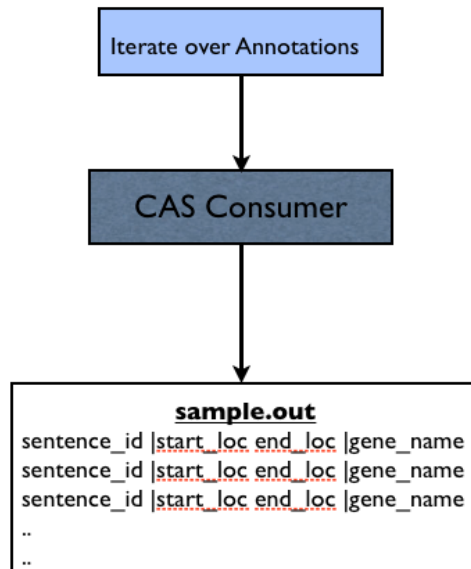 Iterate over Annotations
CAS Consumer
sample.out
sentence_id |start_loc end_loc |gene_name
sentence_id |start_loc end_loc |gene_name
sentence_id |start_loc end_loc |gene_name
..
..